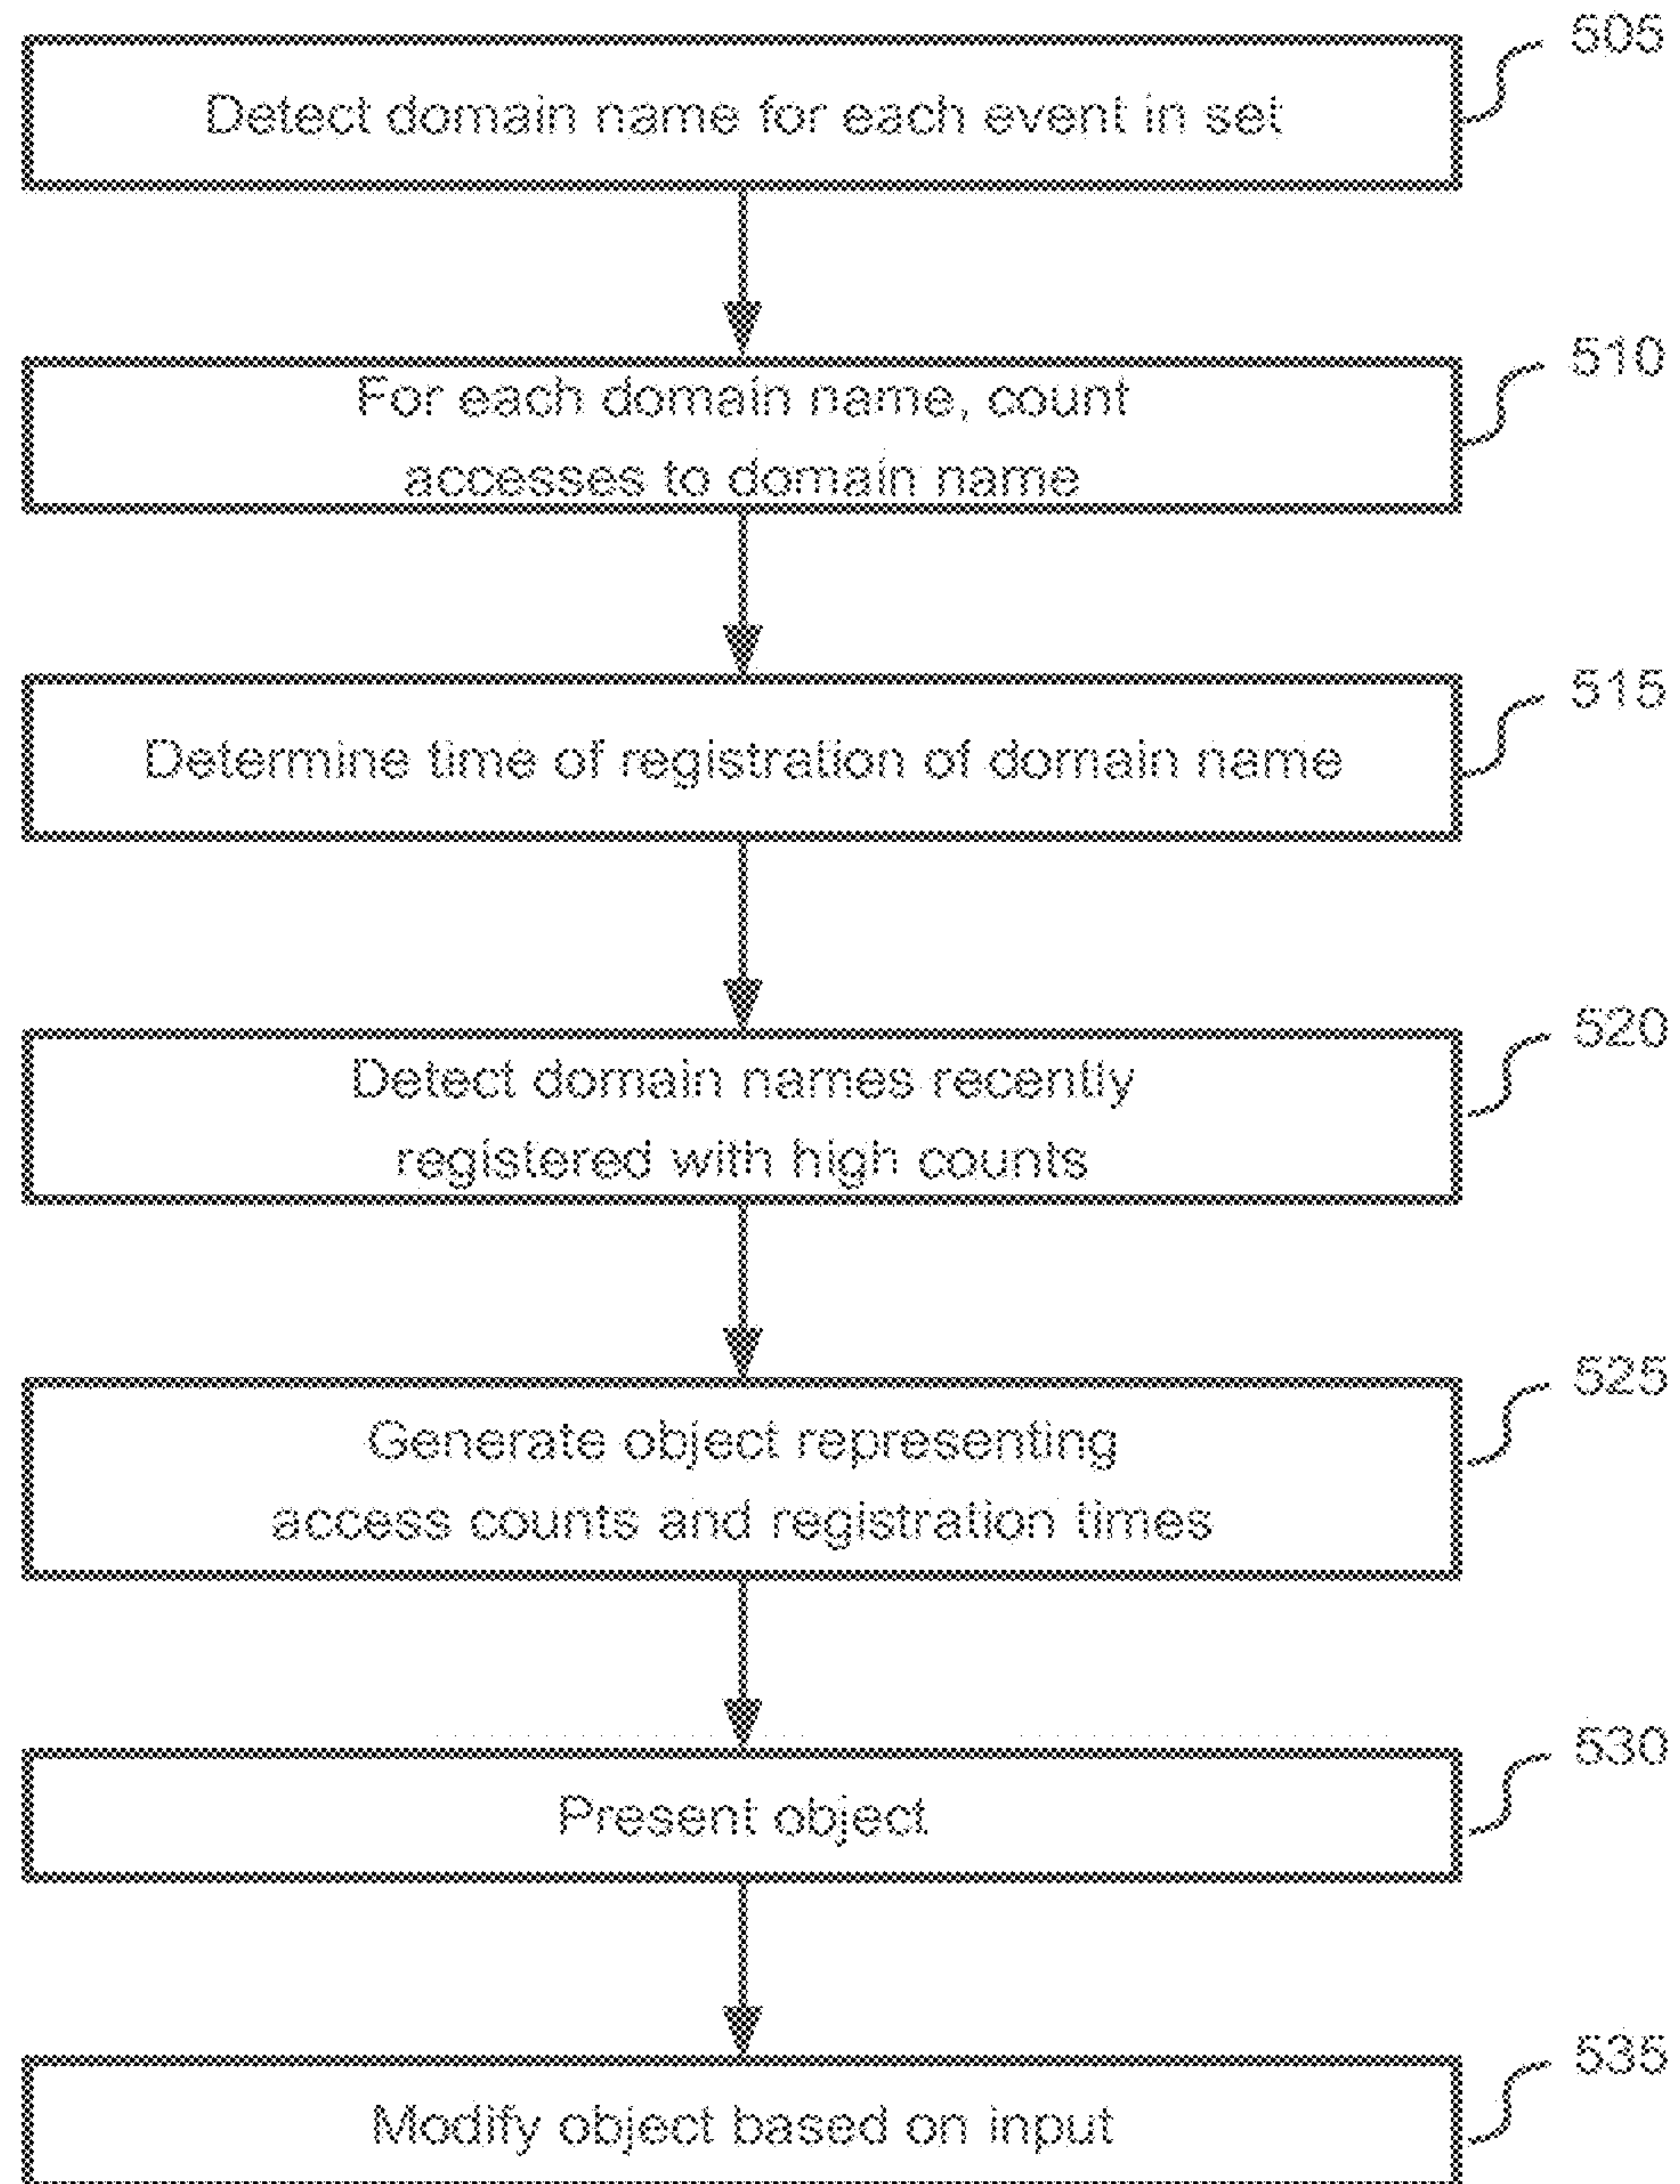 505
Detect domain name for each event in set
510
For each domain name, count
accesses to domain name
515
Determine time of registration of domain name
520
Detect domain names recently
registered with high counts
525
Generate object representing
access counts and registration times
530
Present object
535
Modify object based on input